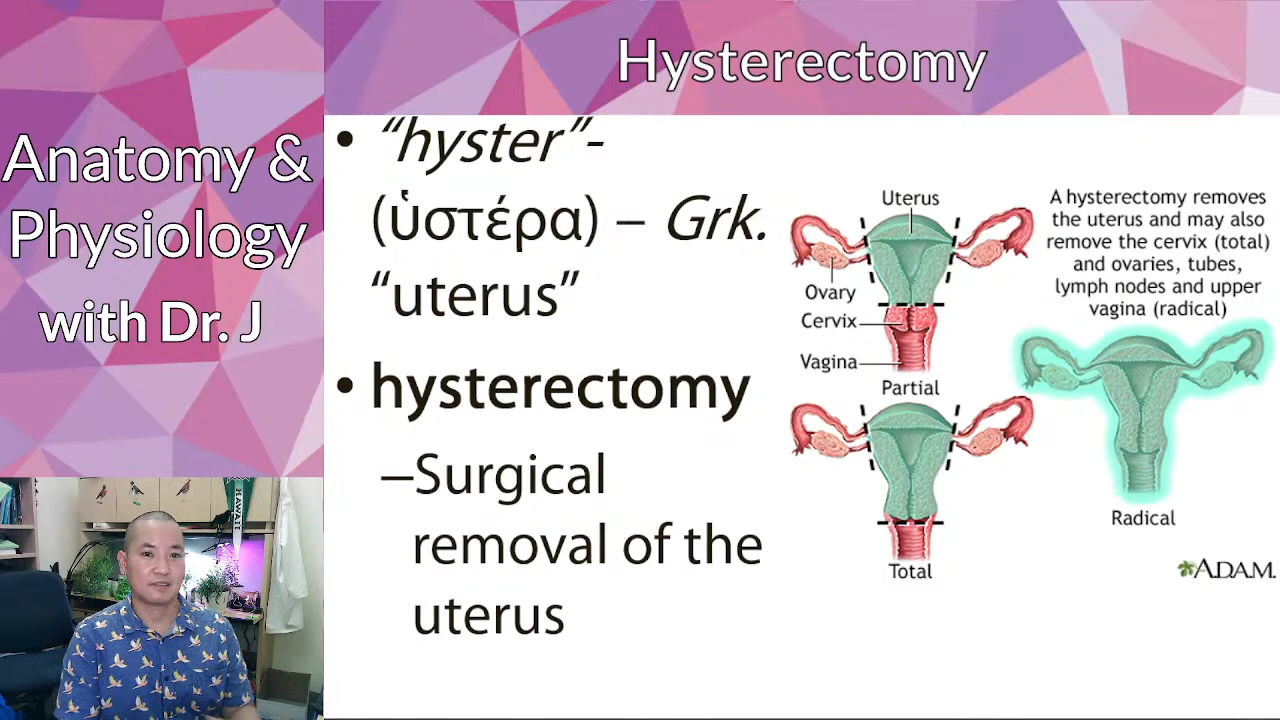 Anatomy &
Physiology
with Dr. J
Hysterectomy
• “hyster”-
(ὑστέρα) – Grk.
“uterus”
• hysterectomy
–Surgical
removal of the
uterus
Uterus
Ovary
Cervix
Vagina
Partial
Total
A hysterectomy removes
the uterus and may also
remove the cervix (total)
and ovaries, tubes,
lymph nodes and upper
vagina (radical)
Radical
ADAM.
HAWAII